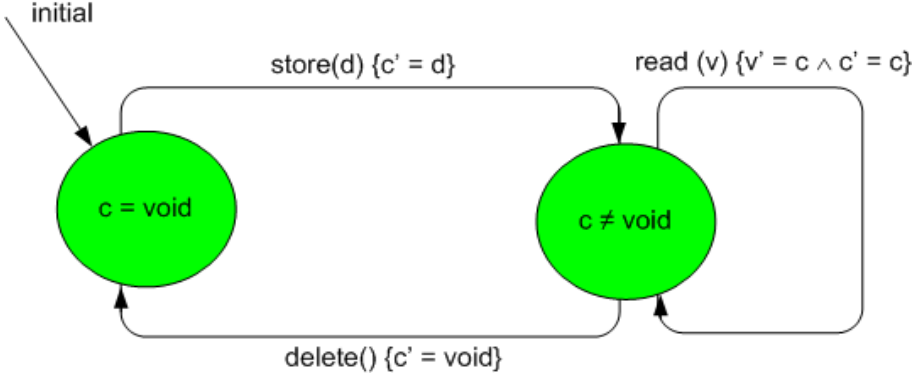 initial
store(d) {c’ = d}
read (v) {v’ = c ∧ c’ = c}
c = void
c ≠ void
delete() {c’ = void}